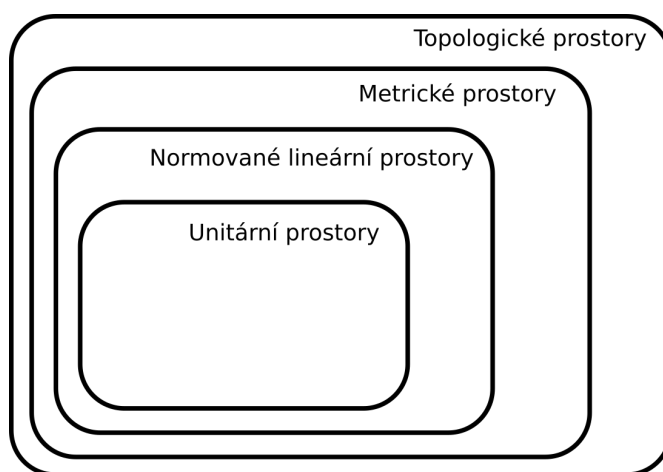 Topologické prostory
Metrické prostory
Normované lineární prostory
Unitární prostory